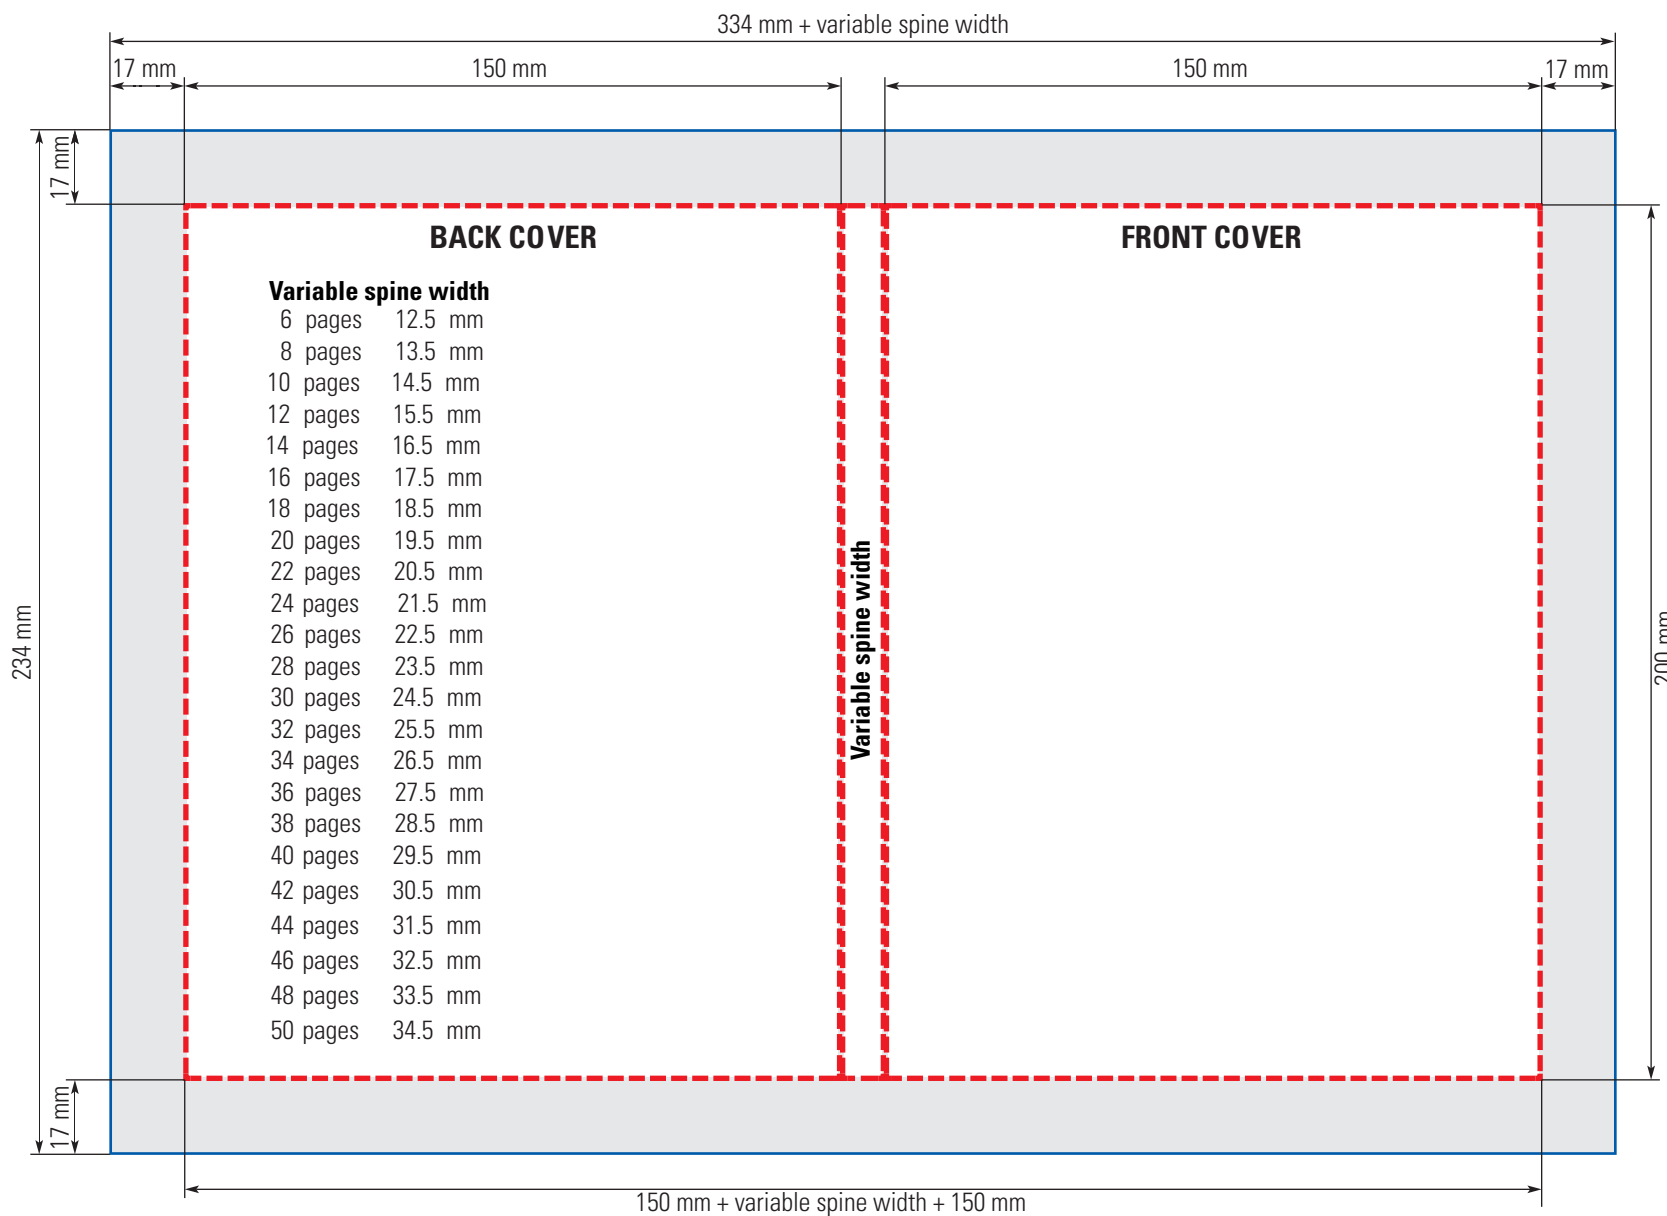 334 mm + variable spine width
17 mm 150 mm 150 mm 17 mm
17 mm
BACK COVER FRONT COVER
Variable spine width
6 pages 12.5 mm
8 pages 13.5 mm
10 pages 14.5 mm
12 pages 15.5 mm
14 pages 16.5 mm
16 pages 17.5 mm
18 pages 18.5 mm
20 pages 19.5 mm
22 pages 20.5 mm
24 pages 21.5 mm
26 pages 22.5 mm
28 pages 23.5 mm
30 pages 24.5 mm
32 pages 25.5 mm
34 pages 26.5 mm
36 pages 27.5 mm
38 pages 28.5 mm
40 pages 29.5 mm
42 pages 30.5 mm
44 pages 31.5 mm
46 pages 32.5 mm
48 pages 33.5 mm
50 pages 34.5 mm
Variable spine width
234 mm
200 mm
17 mm
150 mm + variable spine width + 150 mm